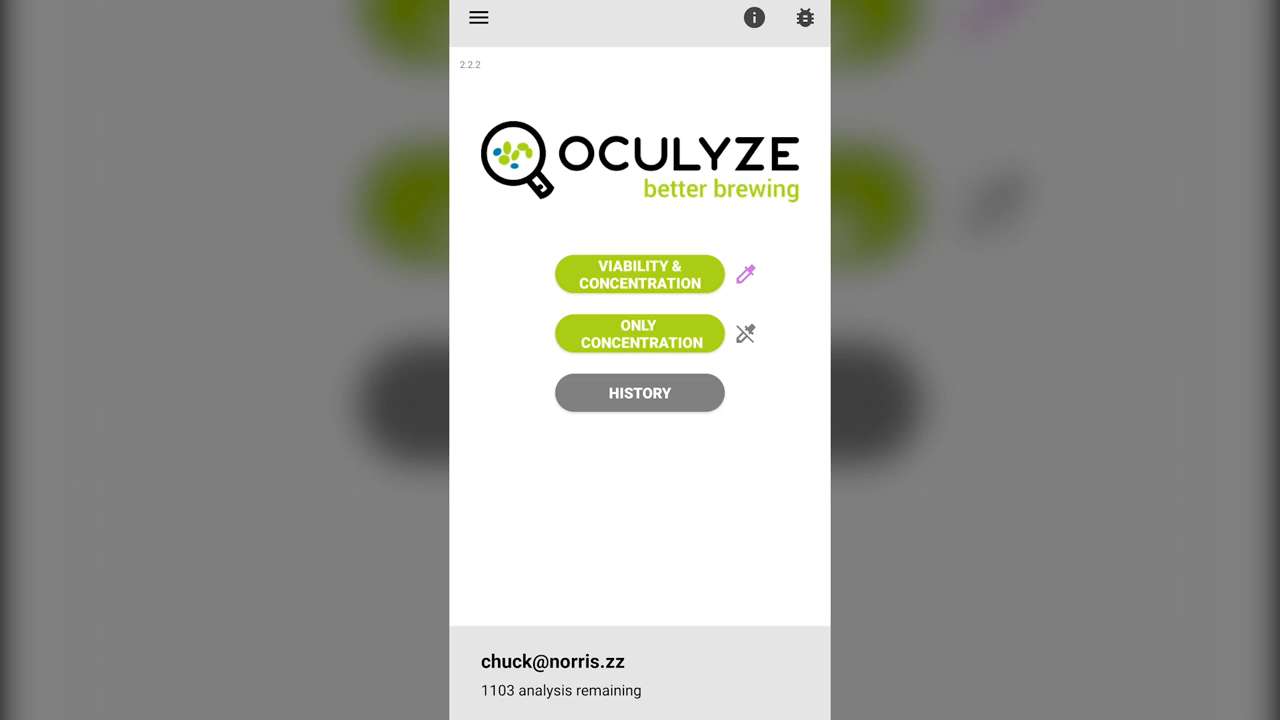 2.2.2
OCULYZE
better brewing
VIABILITY &
CONCENTRATION
ONLY
CONCENTRATION
HISTORY
chuck@norris.zz
1103 analysis remaining